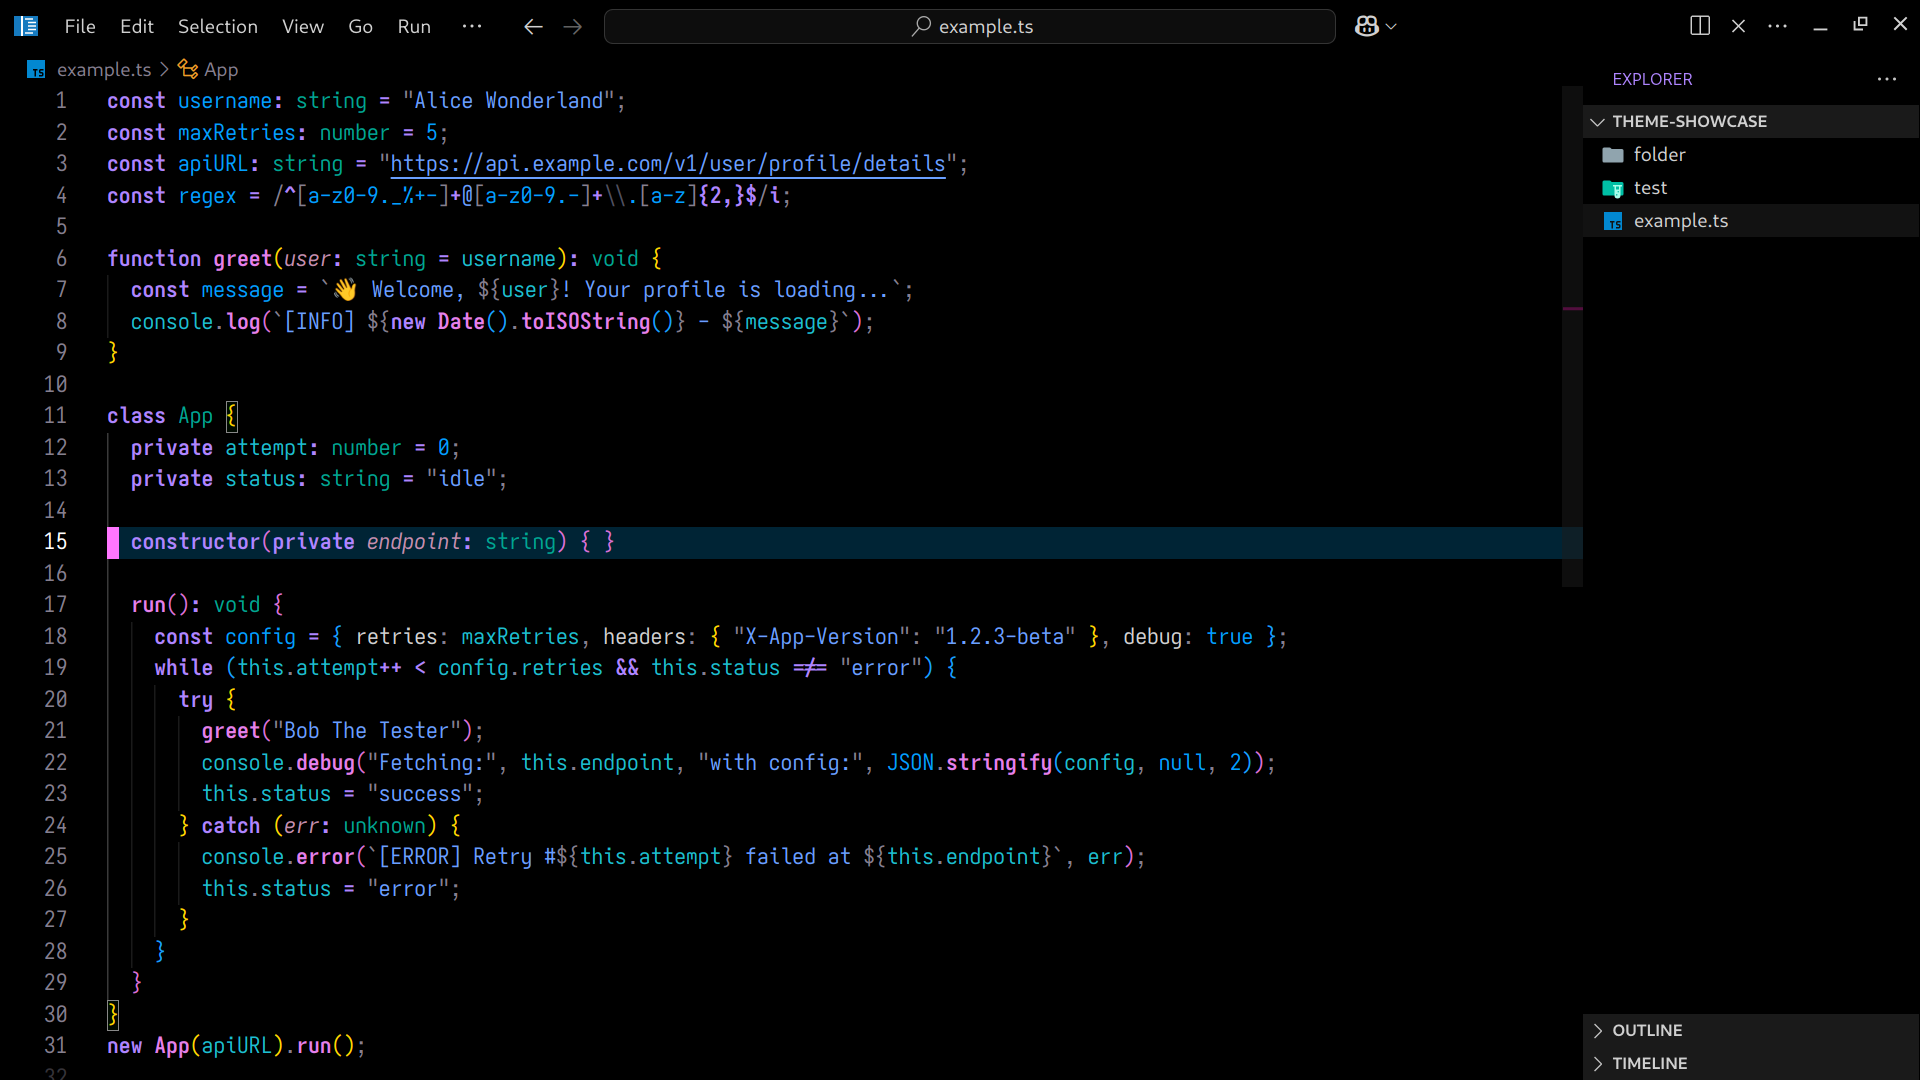 File Edit Selection View Go Run ··· example.ts
example.ts > App
1 const username: string = "Alice Wonderland";
2 const maxRetries: number = 5;
3 const apiURL: string = "https://api.example.com/v1/user/profile/details";
4 const regex = /^[a-z0-9._%+-]+@[a-z0-9.-]+\\.[a-z]{2,}$/i;
5
6 function greet(user: string = username): void {
7   const message = `👋 Welcome, ${user}! Your profile is loading...`;
8   console.log(`[INFO] ${new Date().toISOString()} - ${message}`);
9 }
10
11 class App {
12   private attempt: number = 0;
13   private status: string = "idle";
14
15   constructor(private endpoint: string) { }
16
17   run(): void {
18     const config = { retries: maxRetries, headers: { "X-App-Version": "1.2.3-beta" }, debug: true };
19     while (this.attempt++ < config.retries && this.status !== "error") {
20       try {
21         greet("Bob The Tester");
22         console.debug("Fetching:", this.endpoint, "with config:", JSON.stringify(config, null, 2));
23         this.status = "success";
24       } catch (err: unknown) {
25         console.error(`[ERROR] Retry #${this.attempt} failed at ${this.endpoint}`, err);
26         this.status = "error";
27       }
28     }
29   }
30 }
31 new App(apiURL).run();
32
EXPLORER ···
THEME-SHOWCASE
folder
test
TS example.ts
OUTLINE
TIMELINE